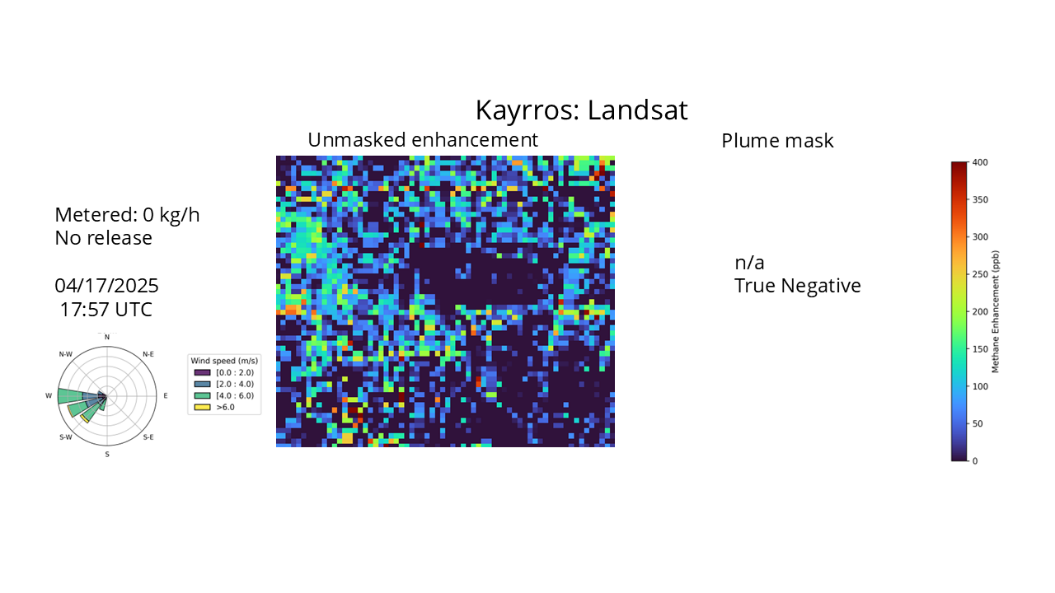 Kayrros: Landsat
Unmasked enhancement
Plume mask
Metered: 0 kg/h
No release
04/17/2025
17:57 UTC
n/a
True Negative
N
N-W
N-E
W
E
S-W
S-E
S
Wind speed (m/s)
[0.0 : 2.0)
[2.0 : 4.0)
[4.0 : 6.0)
>6.0
400
350
300
250
200
150
100
50
0
Methane Enhancement (ppb)